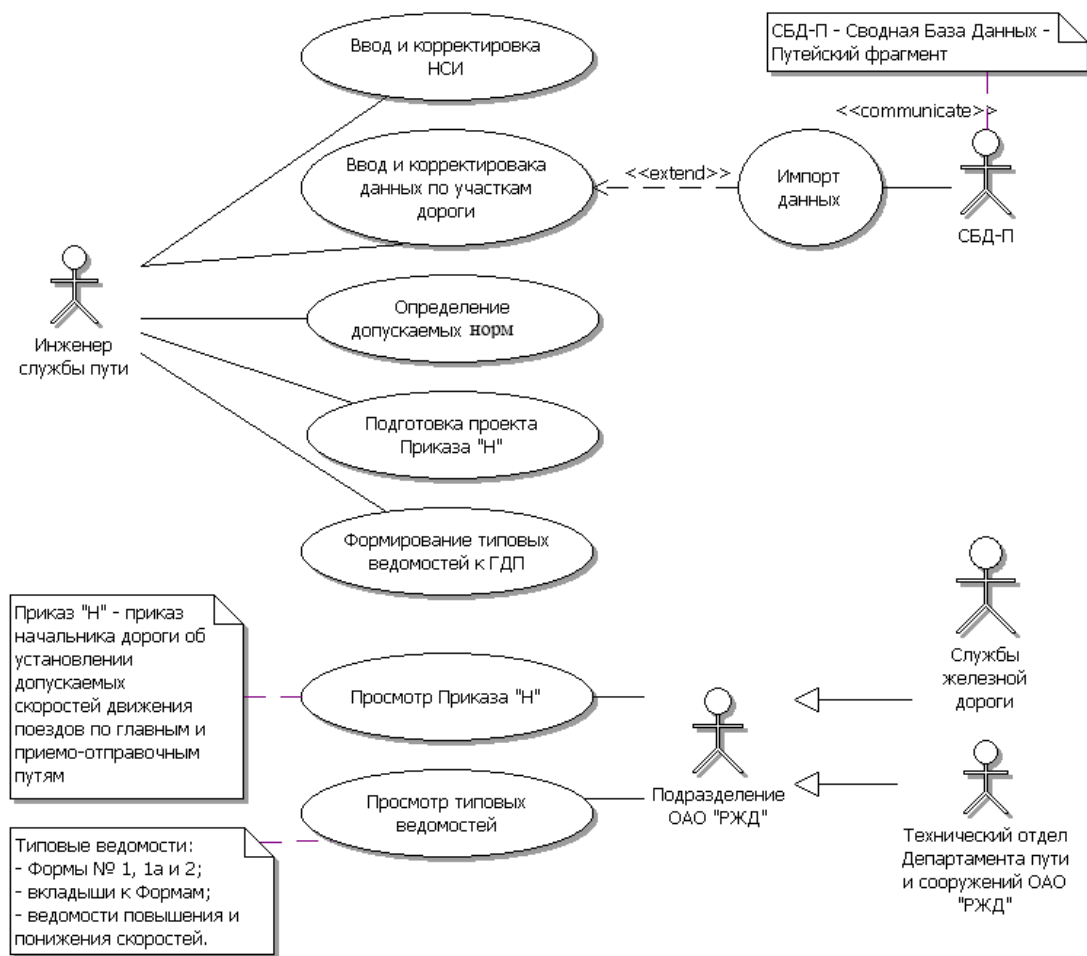 Ввод и корректировка
НСИ
СБД-П - Сводная База Данных -
Путейский фрагмент
<<communicate>>
Ввод и корректировака
данных по участкам
дороги
<<extend>>
Импорт
данных
СБД-П
Инженер
службы пути
Определение
допускаемых норм
Подготовка проекта
Приказа "Н"
Формирование типовых
ведомостей к ГДП
Приказ "Н" - приказ
начальника дороги об
установлении
допускаемых
скоростей движения
поездов по главным и
приемо-отправочным
путям
Просмотр Приказа "Н"
Службы
железной
дороги
Просмотр типовых
ведомостей
Подразделение
ОАО "РЖД"
Технический отдел
Департамента пути
и сооружений ОАО
"РЖД"
Типовые ведомости:
- Формы № 1, 1а и 2;
- вкладыши к Формам;
- ведомости повышения и
понижения скоростей.